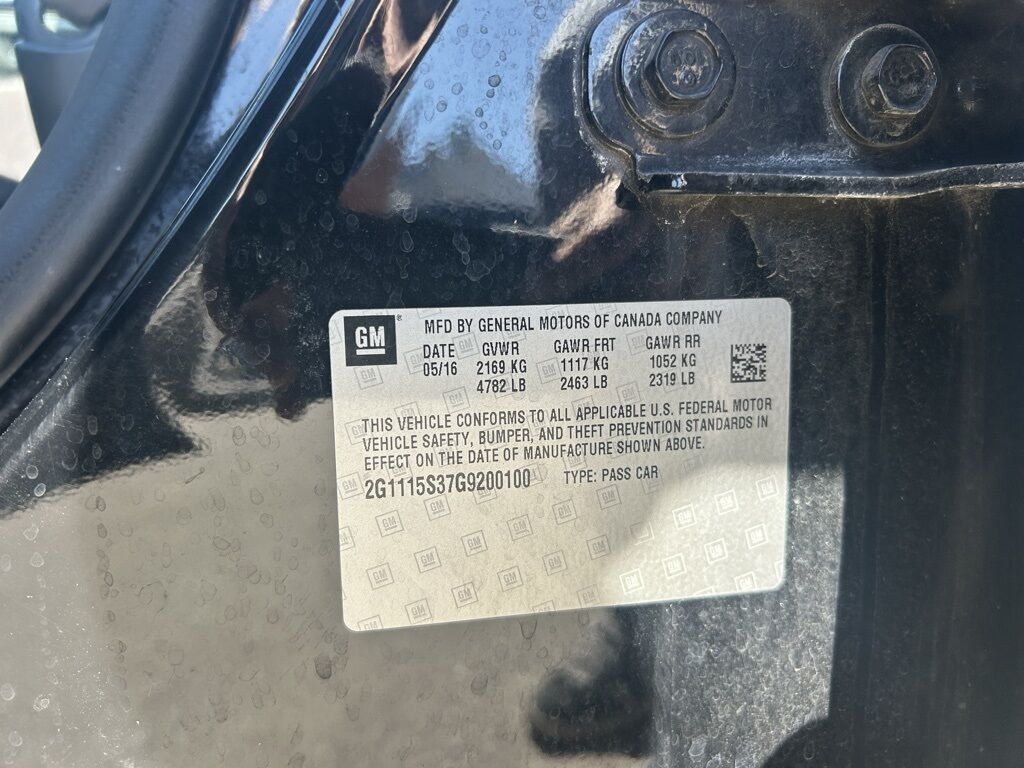 GM
MFD BY GENERAL MOTORS OF CANADA COMPANY
DATE GVWR GAWR FRT GAWR RR
05/16 2169 KG 1117 KG 1052 KG
4782 LB 2463 LB 2319 LB
THIS VEHICLE CONFORMS TO ALL APPLICABLE U.S. FEDERAL MOTOR
VEHICLE SAFETY, BUMPER, AND THEFT PREVENTION STANDARDS IN
EFFECT ON THE DATE OF MANUFACTURE SHOWN ABOVE.
2G1115S37G9200100 TYPE: PASS CAR